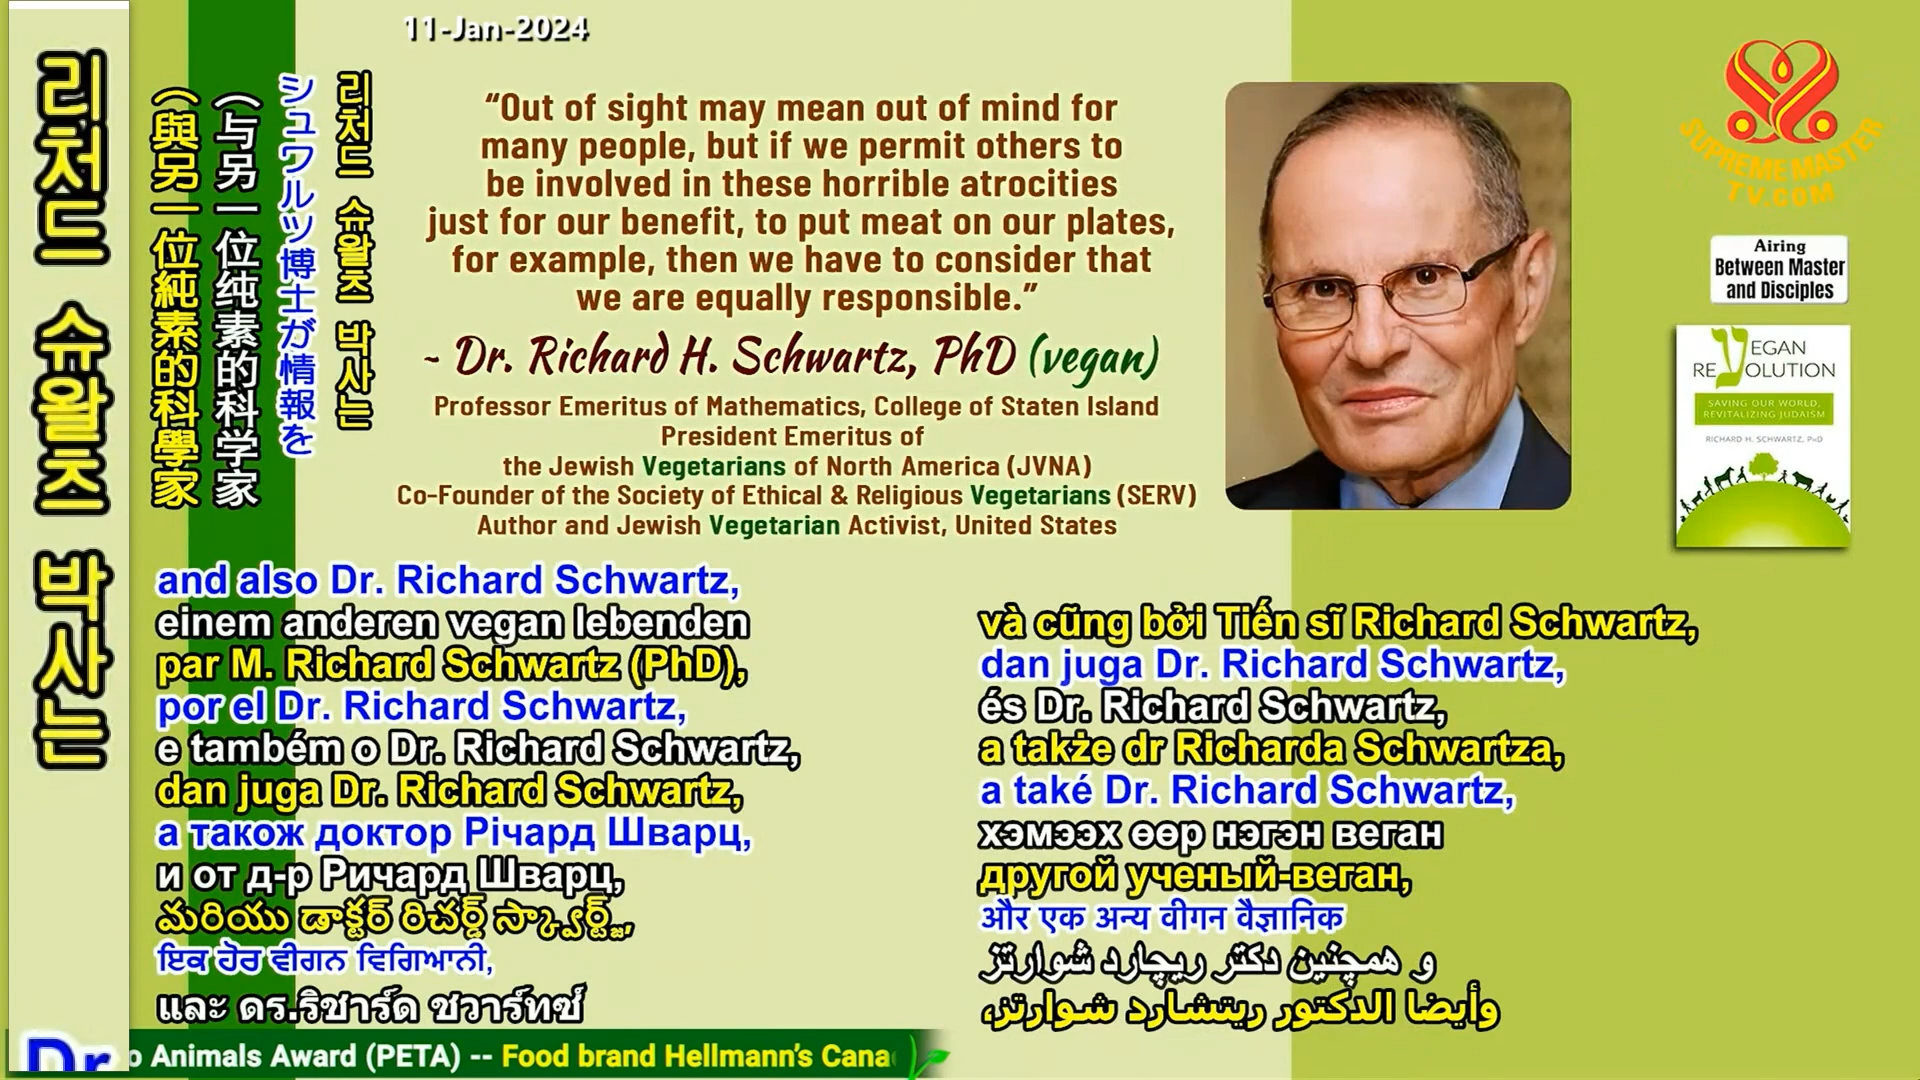 11-Jan-2024
리처드 슈왈츠 박사는
(與另一位純素的科學家
(与另一位纯素的科学家
シュワルツ博士が情報を
리처드 슈왈츠 박사는
“Out of sight may mean out of mind for
many people, but if we permit others to
be involved in these horrible atrocities
just for our benefit, to put meat on our plates,
for example, then we have to consider that
we are equally responsible.”
~ Dr. Richard H. Schwartz, PhD (vegan)
Professor Emeritus of Mathematics, College of Staten Island
President Emeritus of
the Jewish Vegetarians of North America (JVNA)
Co-Founder of the Society of Ethical & Religious Vegetarians (SERV)
Author and Jewish Vegetarian Activist, United States
SUPREME MASTER
TV.COM
Airing
Between Master
and Disciples
VEGAN
REVOLUTION
SAVING OUR WORLD,
REVITALIZING JUDAISM
RICHARD H. SCHWARTZ, PhD
and also Dr. Richard Schwartz,
einem anderen vegan lebenden
par M. Richard Schwartz (PhD),
por el Dr. Richard Schwartz,
e também o Dr. Richard Schwartz,
dan juga Dr. Richard Schwartz,
а також доктор Річард Шварц,
и от д-р Ричард Шварц,
మరియు డాక్టర్ రిచర్డ్ స్క్వార్ట్జ్,
ਇਕ ਹੋਰ ਵੀਗਨ ਵਿਗਿਆਨੀ,
และ ดร.ริชาร์ด ชวาร์ทซ์
và cũng bởi Tiến sĩ Richard Schwartz,
dan juga Dr. Richard Schwartz,
és Dr. Richard Schwartz,
a także dr Richarda Schwartza,
a také Dr. Richard Schwartz,
хэмээх өөр нэгэн веган
другой ученый-веган,
और एक अन्य वीगन वैज्ञानिक
و همچنین دکتر ریچارد شوارتز
وأيضا الدكتور ريتشارد شوارتز،
Dr
o Animals Award (PETA) -- Food brand Hellmann’s Cana